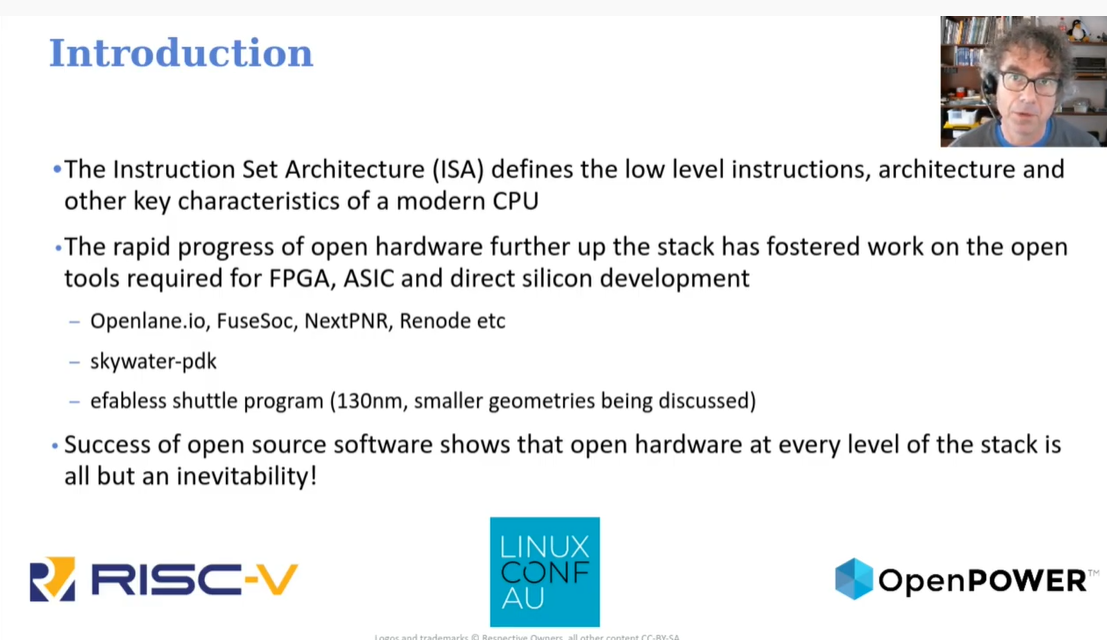 Introduction
•The Instruction Set Architecture (ISA) defines the low level instructions, architecture and
other key characteristics of a modern CPU
•The rapid progress of open hardware further up the stack has fostered work on the open
tools required for FPGA, ASIC and direct silicon development
– Openlane.io, FuseSoc, NextPNR, Renode etc
– skywater-pdk
– efabless shuttle program (130nm, smaller geometries being discussed)
• Success of open source software shows that open hardware at every level of the stack is
all but an inevitability!
RISC-V
LINUX
CONF
AU
OpenPOWER™
Logos and trademarks © Respective Owners, all other content CC-BY-SA